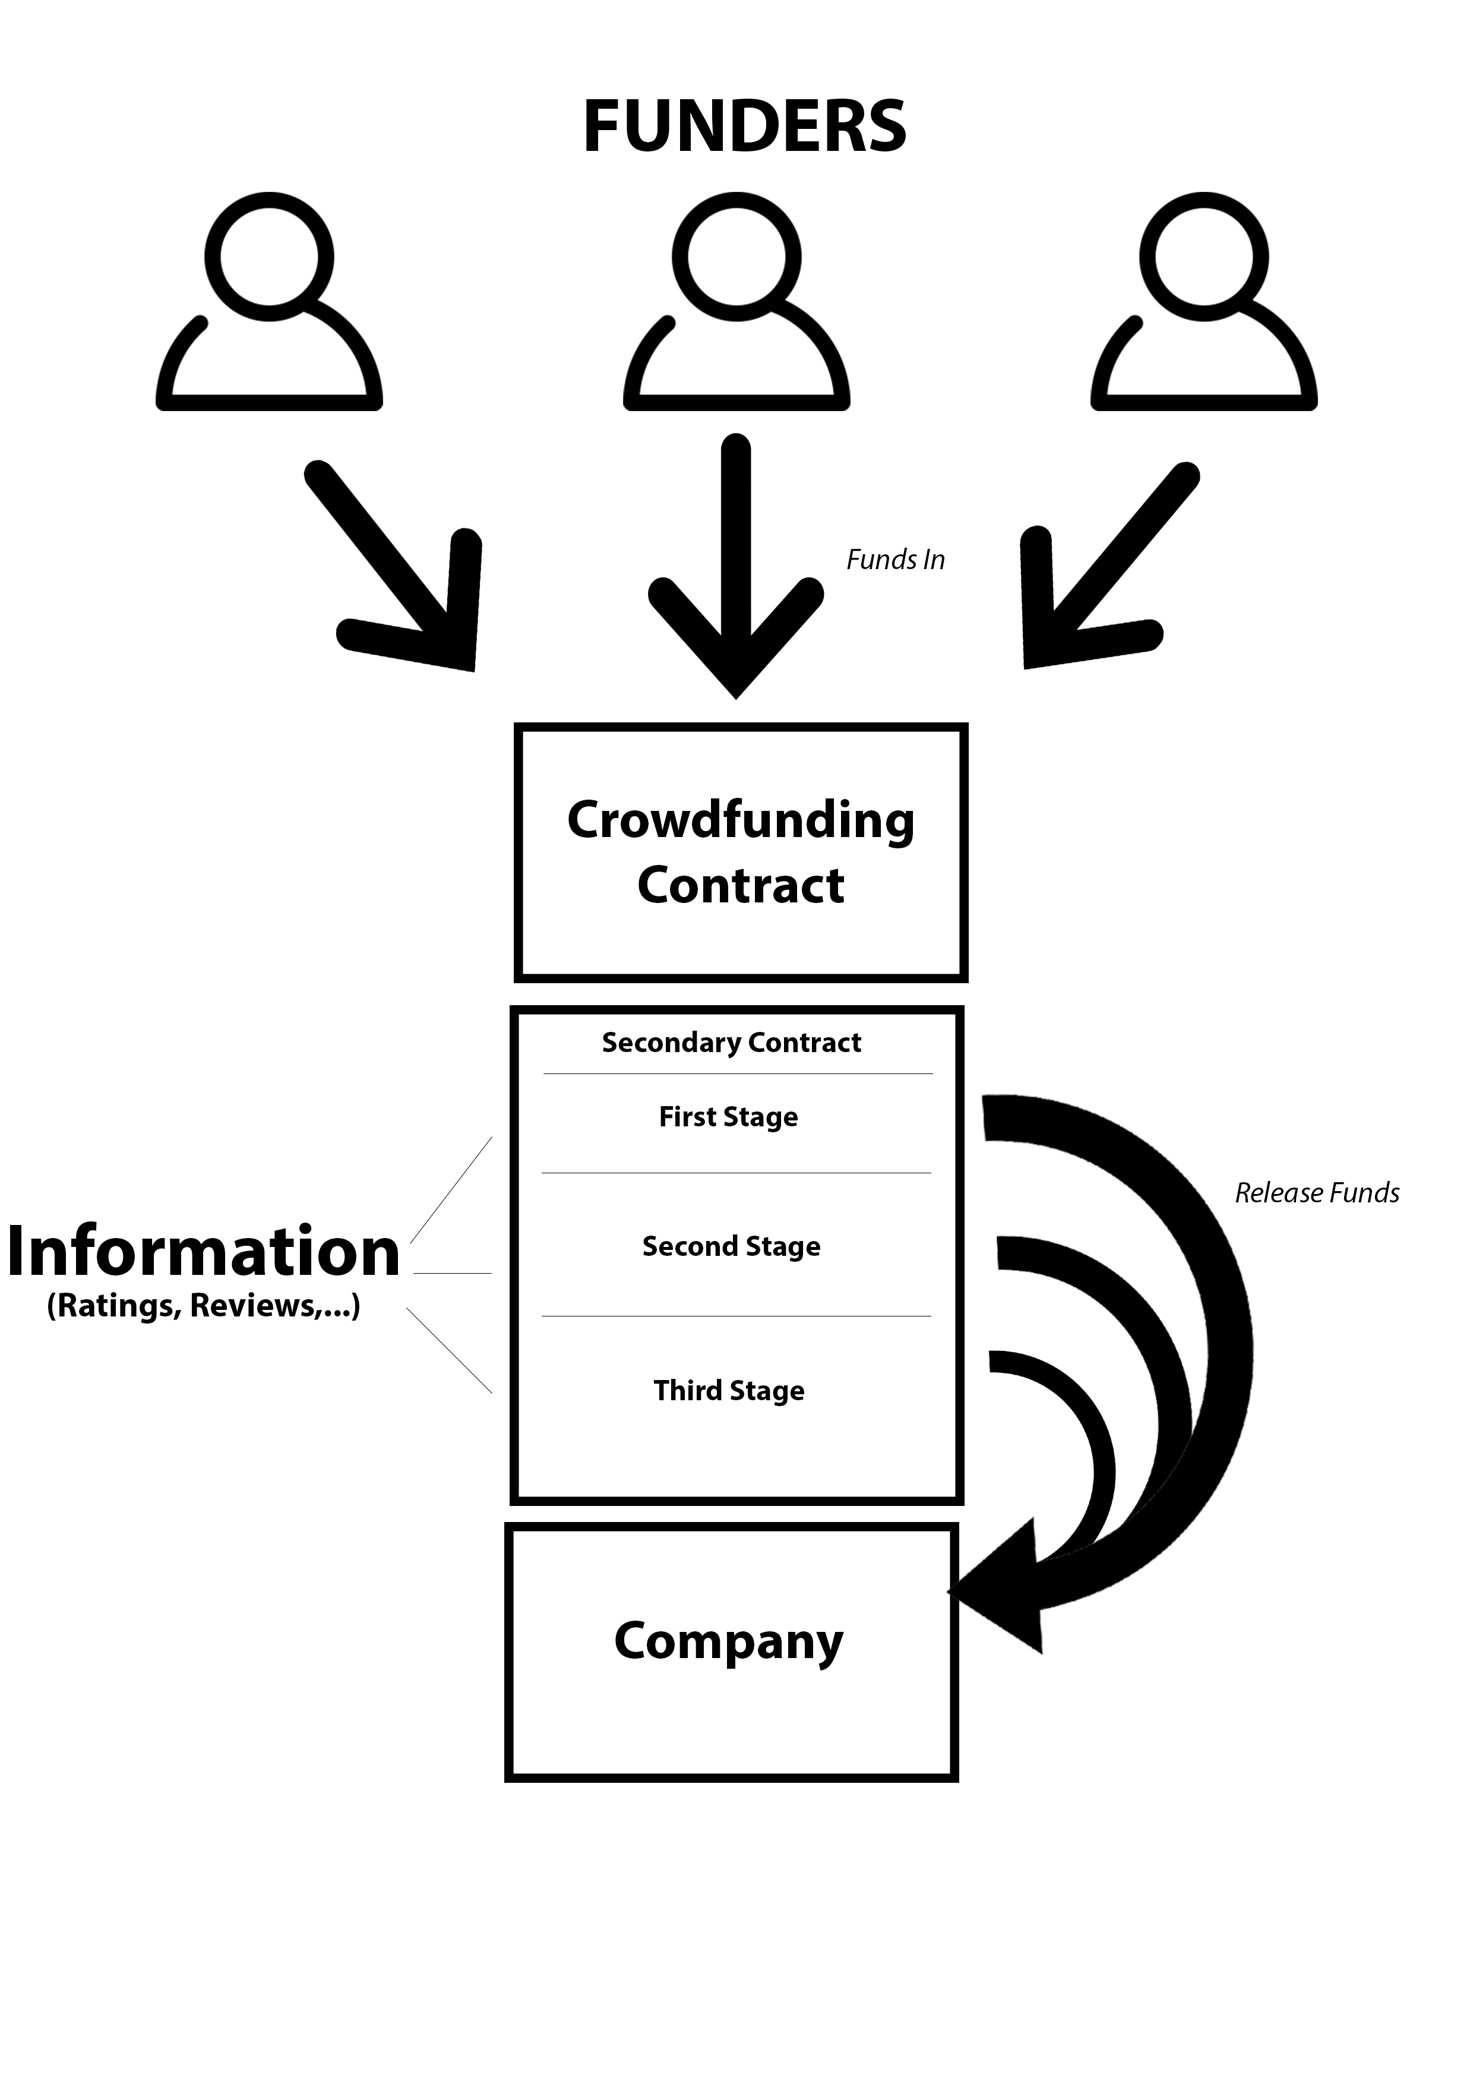 FUNDERS
Funds In
Crowdfunding
Contract
Secondary Contract
First Stage
Release Funds
Information
(Ratings, Reviews,...)
Second Stage
Third Stage
Company